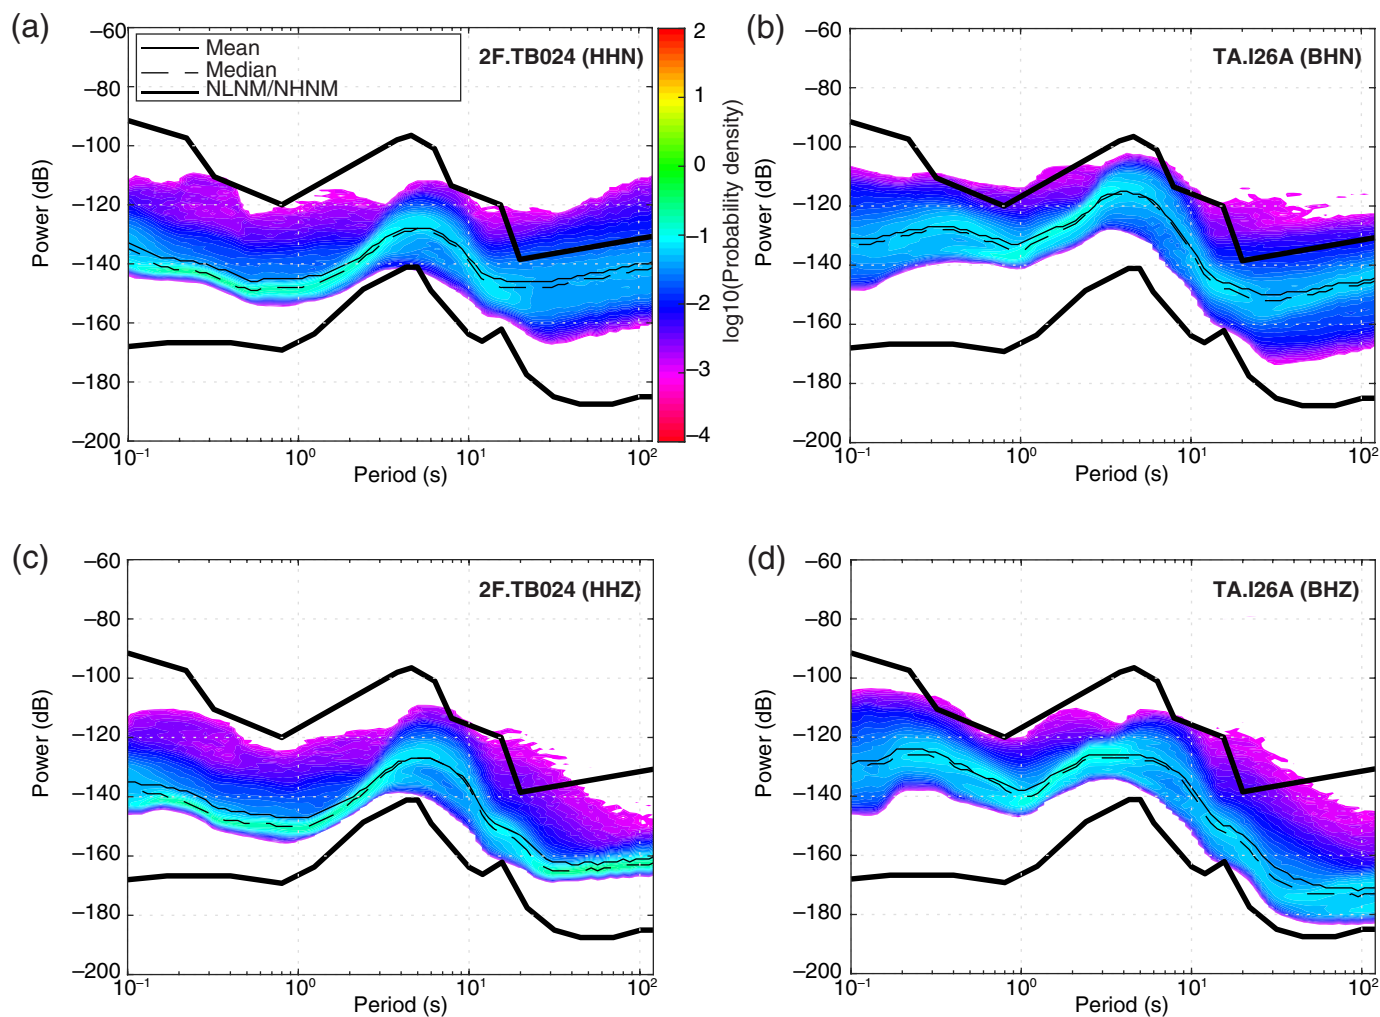 (a)
2F.TB024 (HHN)
Mean
Median
NLNM/NHNM
−60
−80
−100
−120
−140
−160
−180
−200
Power (dB)
10⁻¹ 10⁰ 10¹ 10²
Period (s)
2
1
0
−1
−2
−3
−4
log10(Probability density)
(b)
TA.I26A (BHN)
−60
−80
−100
−120
−140
−160
−180
−200
Power (dB)
10⁻¹ 10⁰ 10¹ 10²
Period (s)
(c)
2F.TB024 (HHZ)
−60
−80
−100
−120
−140
−160
−180
−200
Power (dB)
10⁻¹ 10⁰ 10¹ 10²
Period (s)
(d)
TA.I26A (BHZ)
−60
−80
−100
−120
−140
−160
−180
−200
Power (dB)
10⁻¹ 10⁰ 10¹ 10²
Period (s)